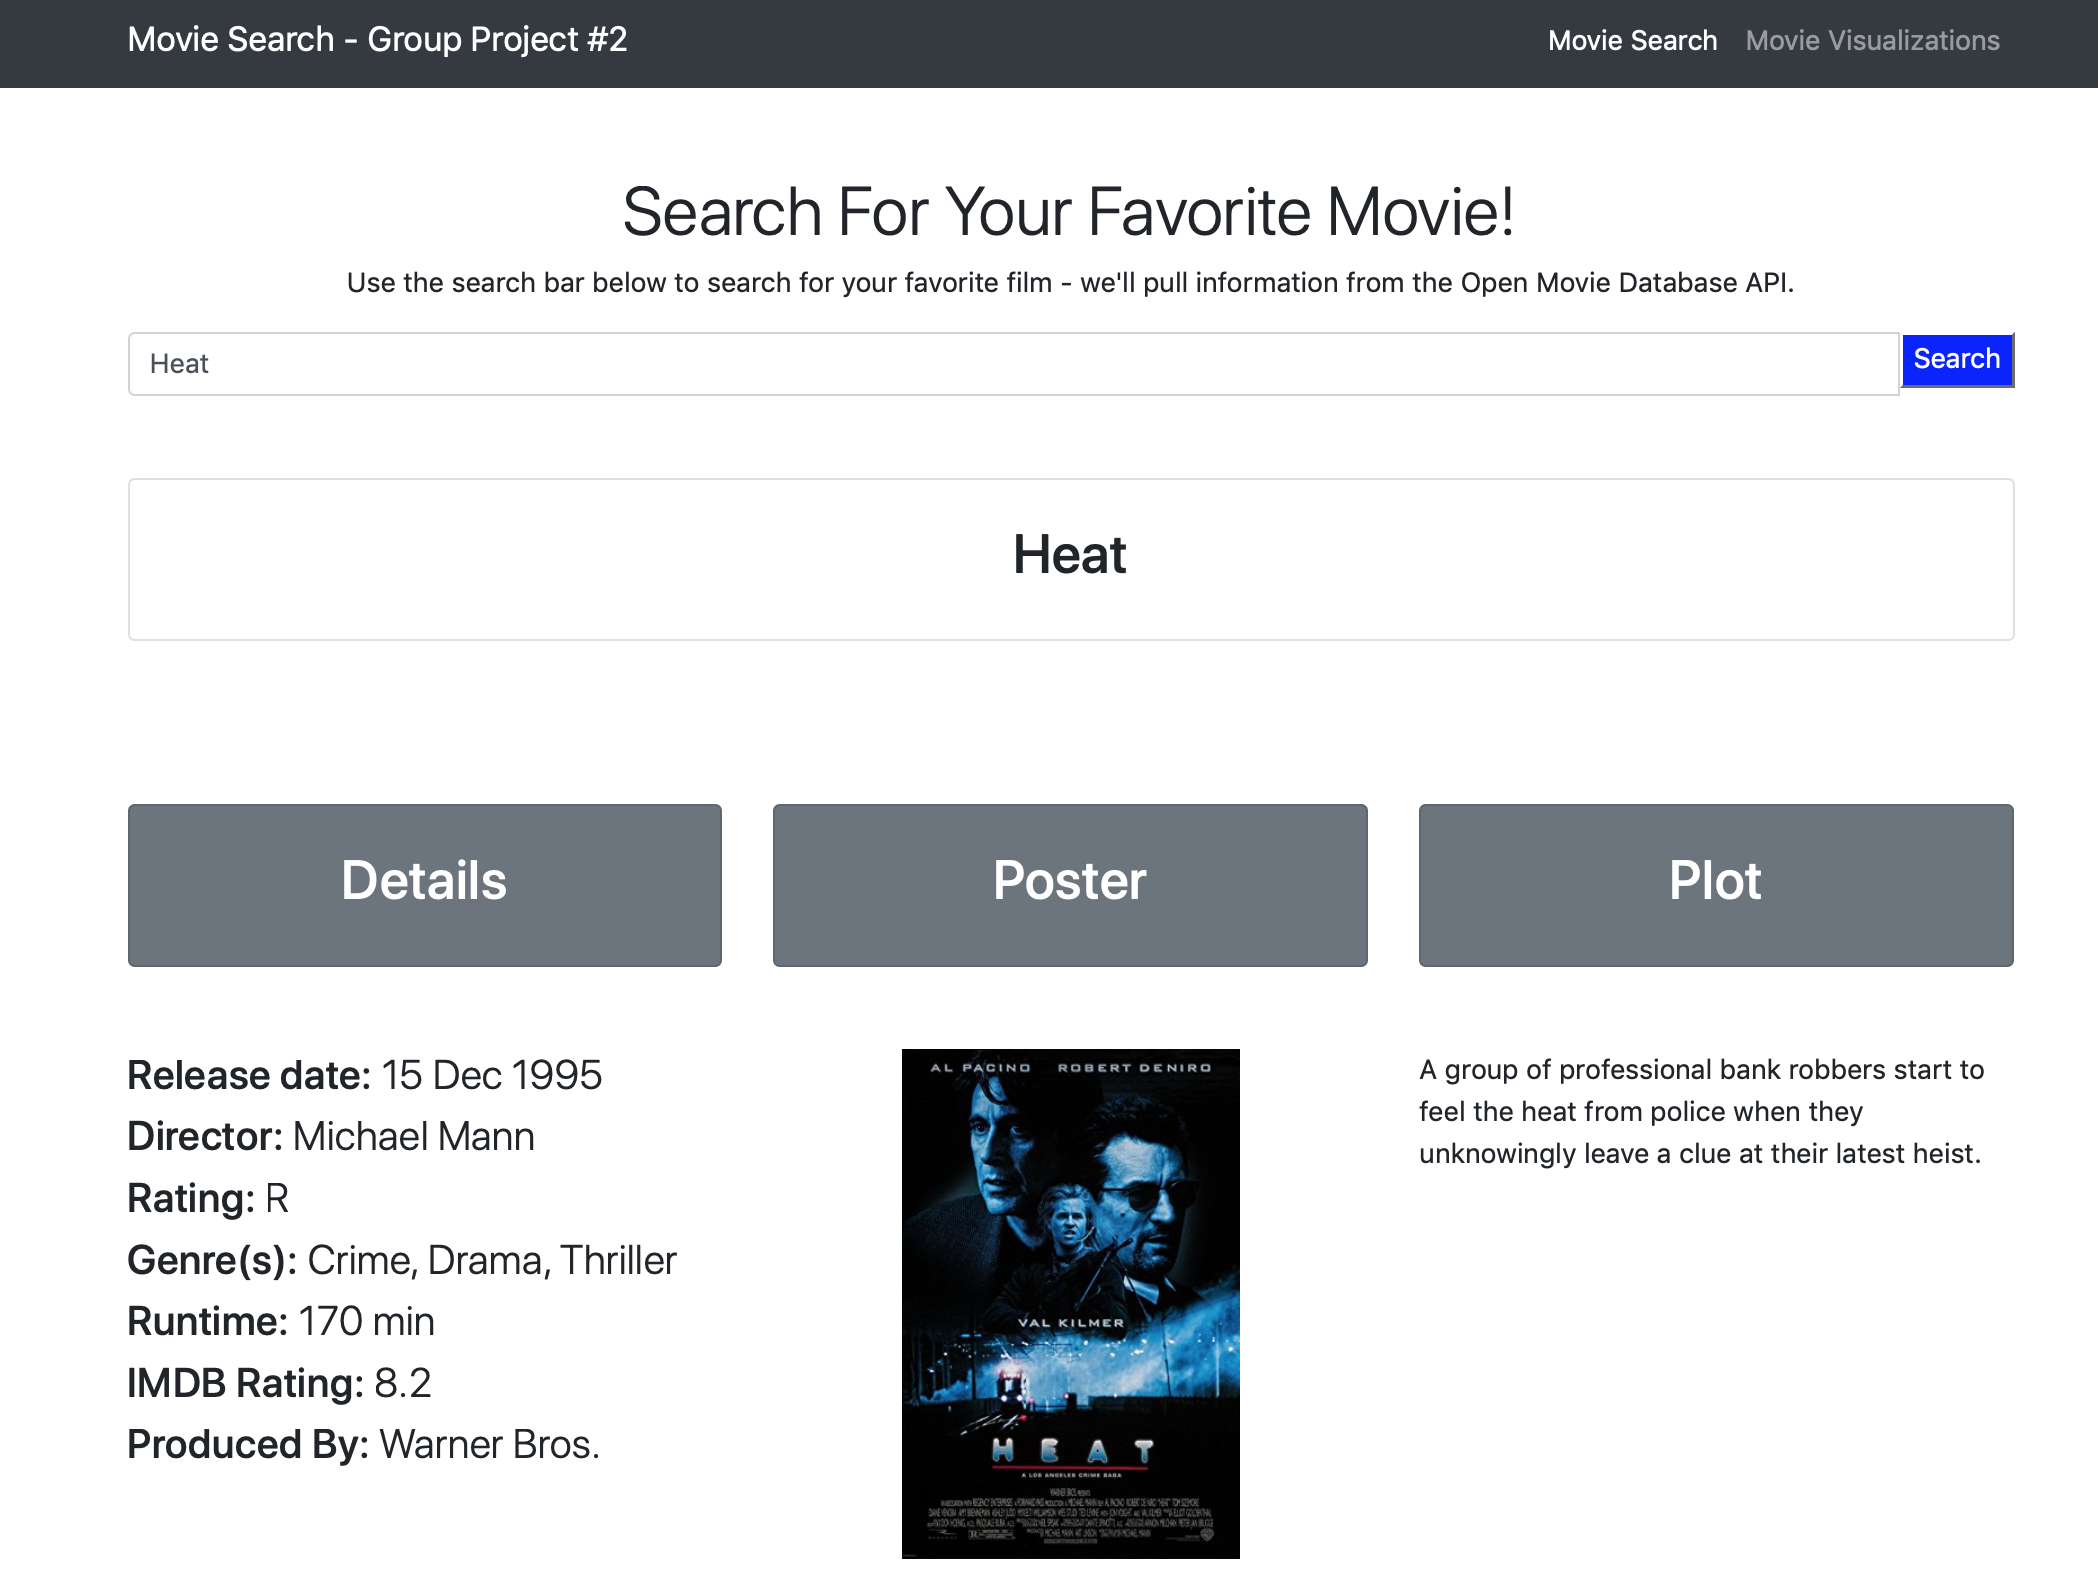 Movie Search - Group Project #2
Movie Search Movie Visualizations
Search For Your Favorite Movie!
Use the search bar below to search for your favorite film - we'll pull information from the Open Movie Database API.
Heat
Search
Heat
Details
Poster
Plot
Release date: 15 Dec 1995
Director: Michael Mann
Rating: R
Genre(s): Crime, Drama, Thriller
Runtime: 170 min
IMDB Rating: 8.2
Produced By: Warner Bros.
AL PACINO ROBERT DENIRO
VAL KILMER
HEAT
A LOS ANGELES CRIME SAGA
A group of professional bank robbers start to
feel the heat from police when they
unknowingly leave a clue at their latest heist.